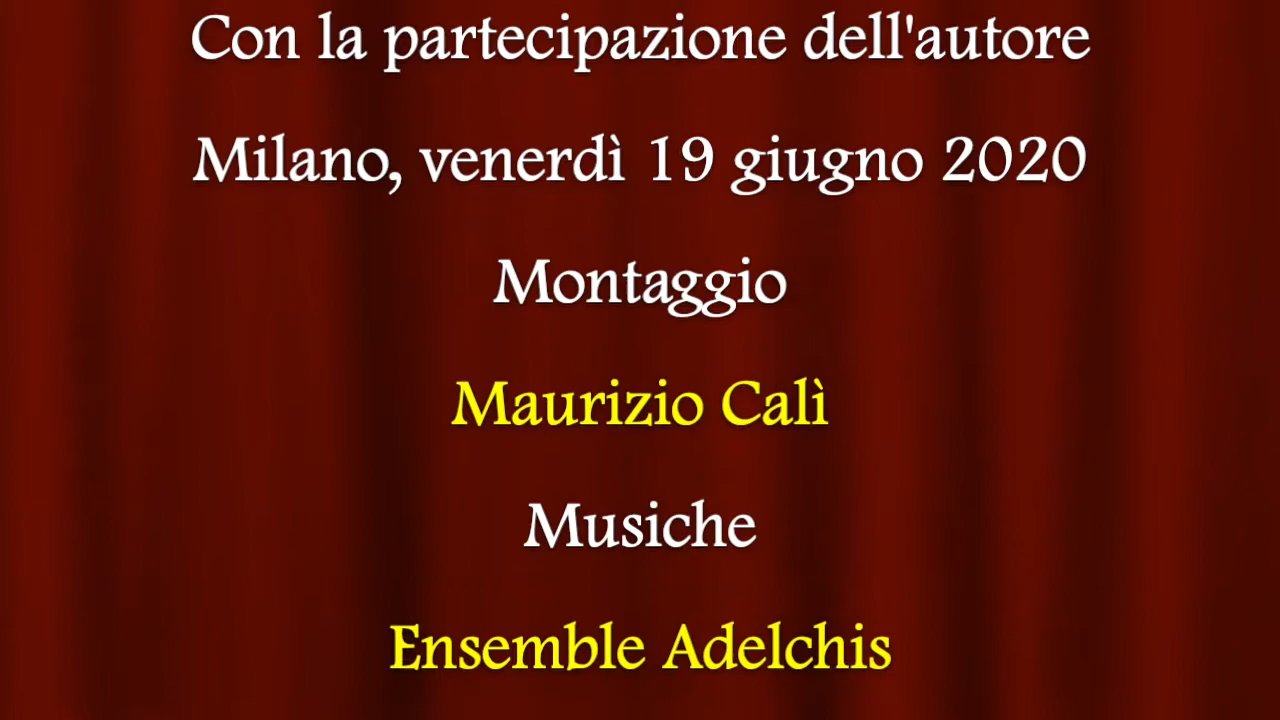 Con la partecipazione dell'autore
Milano, venerdì 19 giugno 2020
Montaggio
Maurizio Calì
Musiche
Ensemble Adelchis